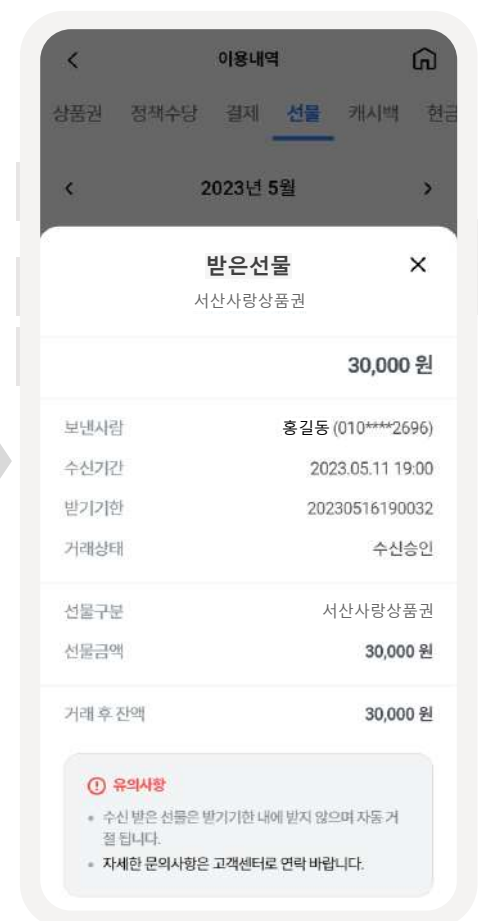 이용내역
상품권 정책수당 결제 선물 캐시백 현금
2023년 5월
받은선물
서산사랑상품권
30,000 원
보낸사람 홍길동 (010****2696)
수신기간 2023.05.11 19:00
받기기한 20230516190032
거래상태 수신승인
선물구분 서산사랑상품권
선물금액 30,000 원
거래 후 잔액 30,000 원
유의사항
수신 받은 선물은 받기기한 내에 받지 않으며 자동 거
절 됩니다.
자세한 문의사항은 고객센터로 연락 바랍니다.